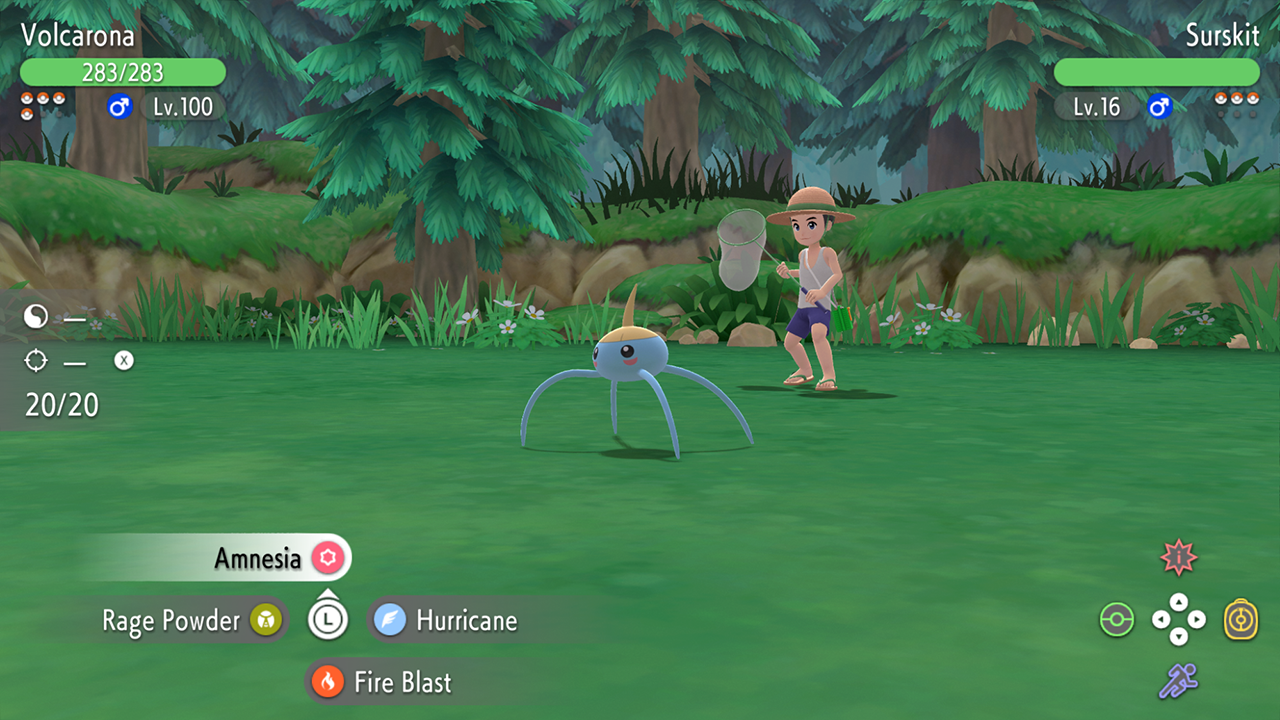 Volcarona
Surskit
283/283
Lv.100
Lv.16
—
— X
20/20
Amnesia
Rage Powder
L
Hurricane
Fire Blast